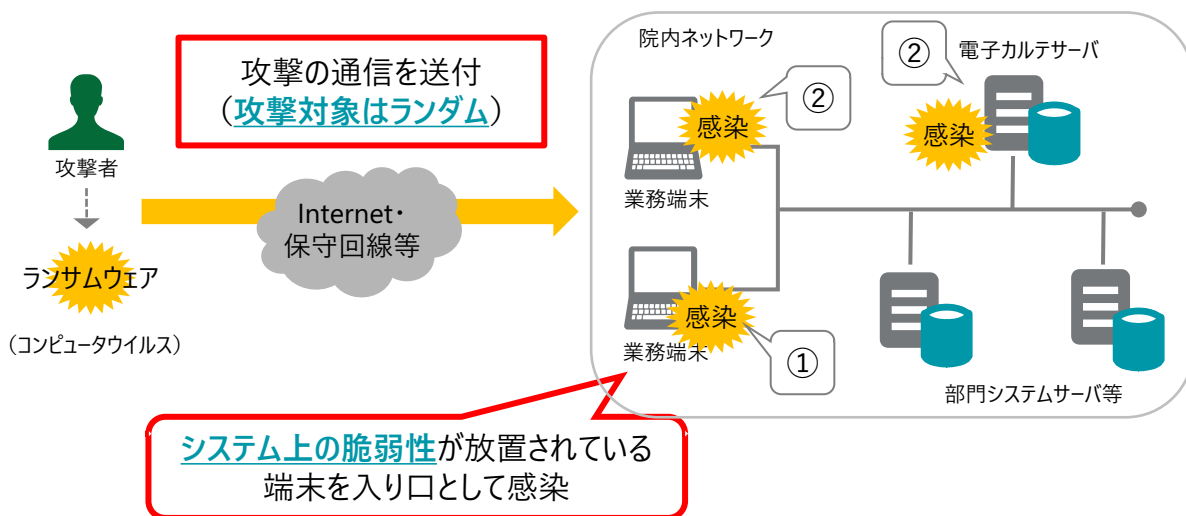 攻撃者
ランサムウェア
(コンピュータウイルス)
攻撃の通信を送付
(攻撃対象はランダム)
Internet・
保守回線等
院内ネットワーク
感染
②
業務端末
感染
①
業務端末
②
電子カルテサーバ
感染
部門システムサーバ等
システム上の脆弱性が放置されている
端末を入り口として感染